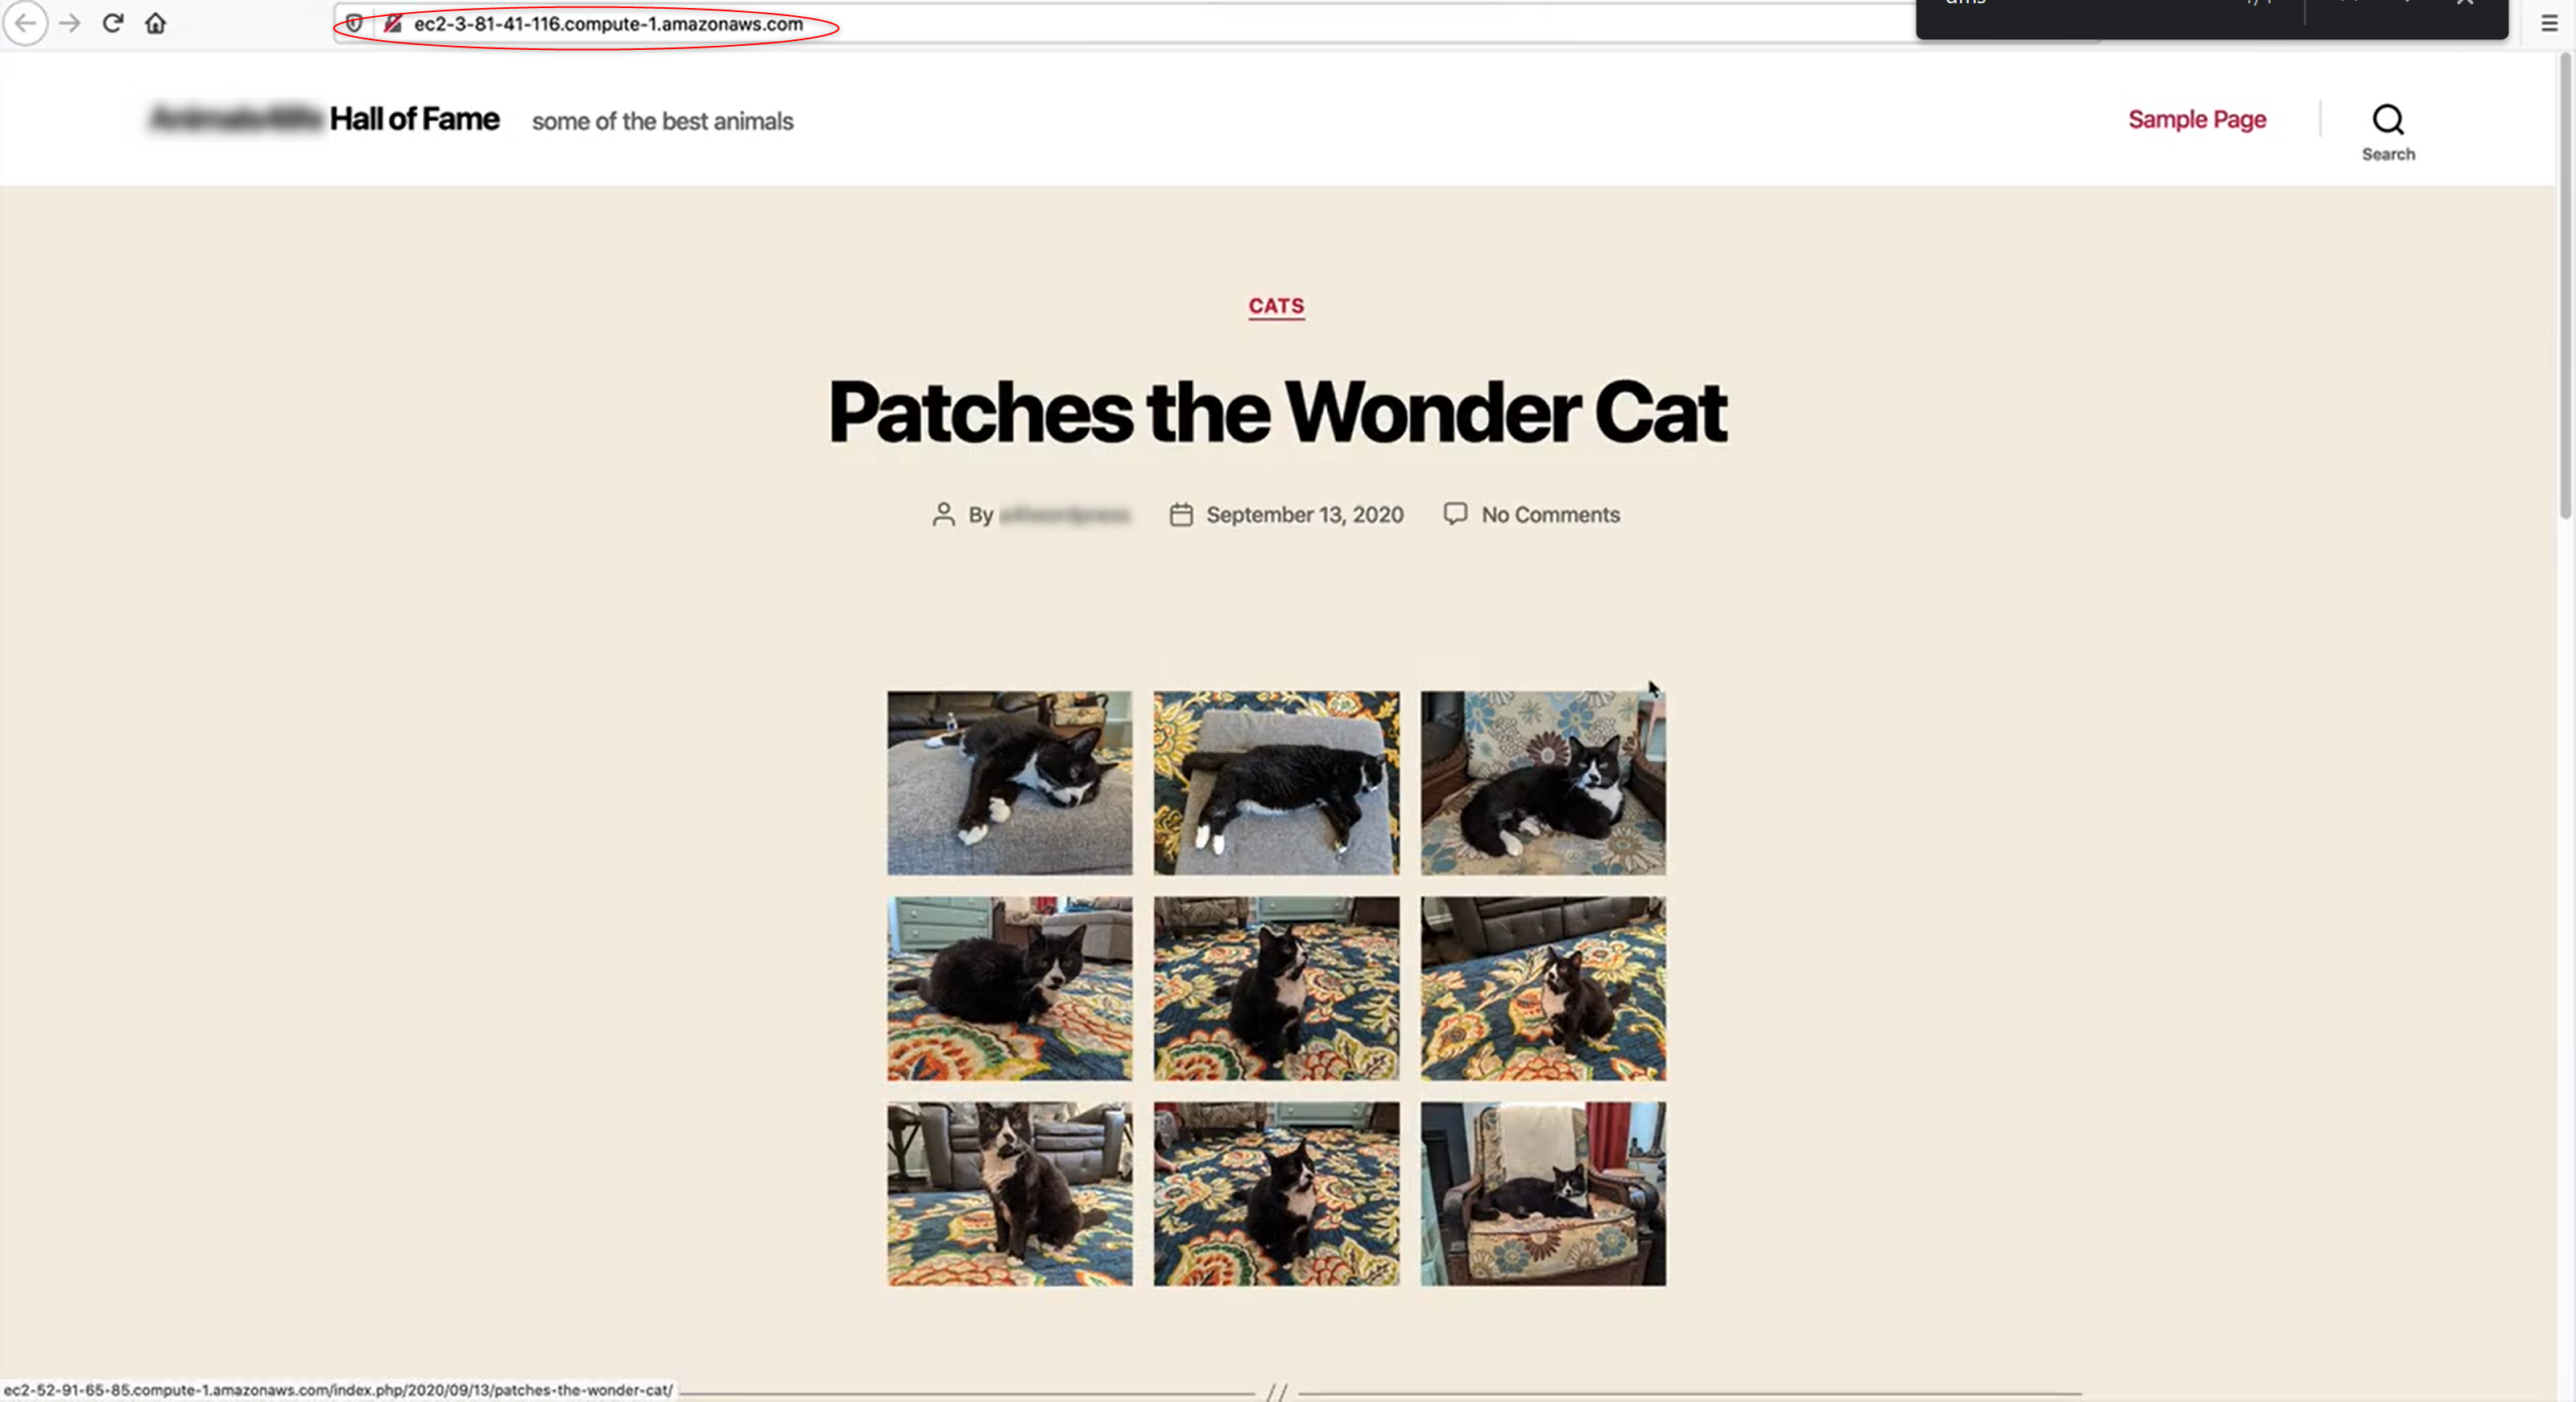 ec2-3-81-41-116.compute-1.amazonaws.com
Hall of Fame some of the best animals
Sample Page
Search
CATS
Patches the Wonder Cat
By September 13, 2020 No Comments
ec2-52-91-65-85.compute-1.amazonaws.com/index.php/2020/09/13/patches-the-wonder-cat/
//